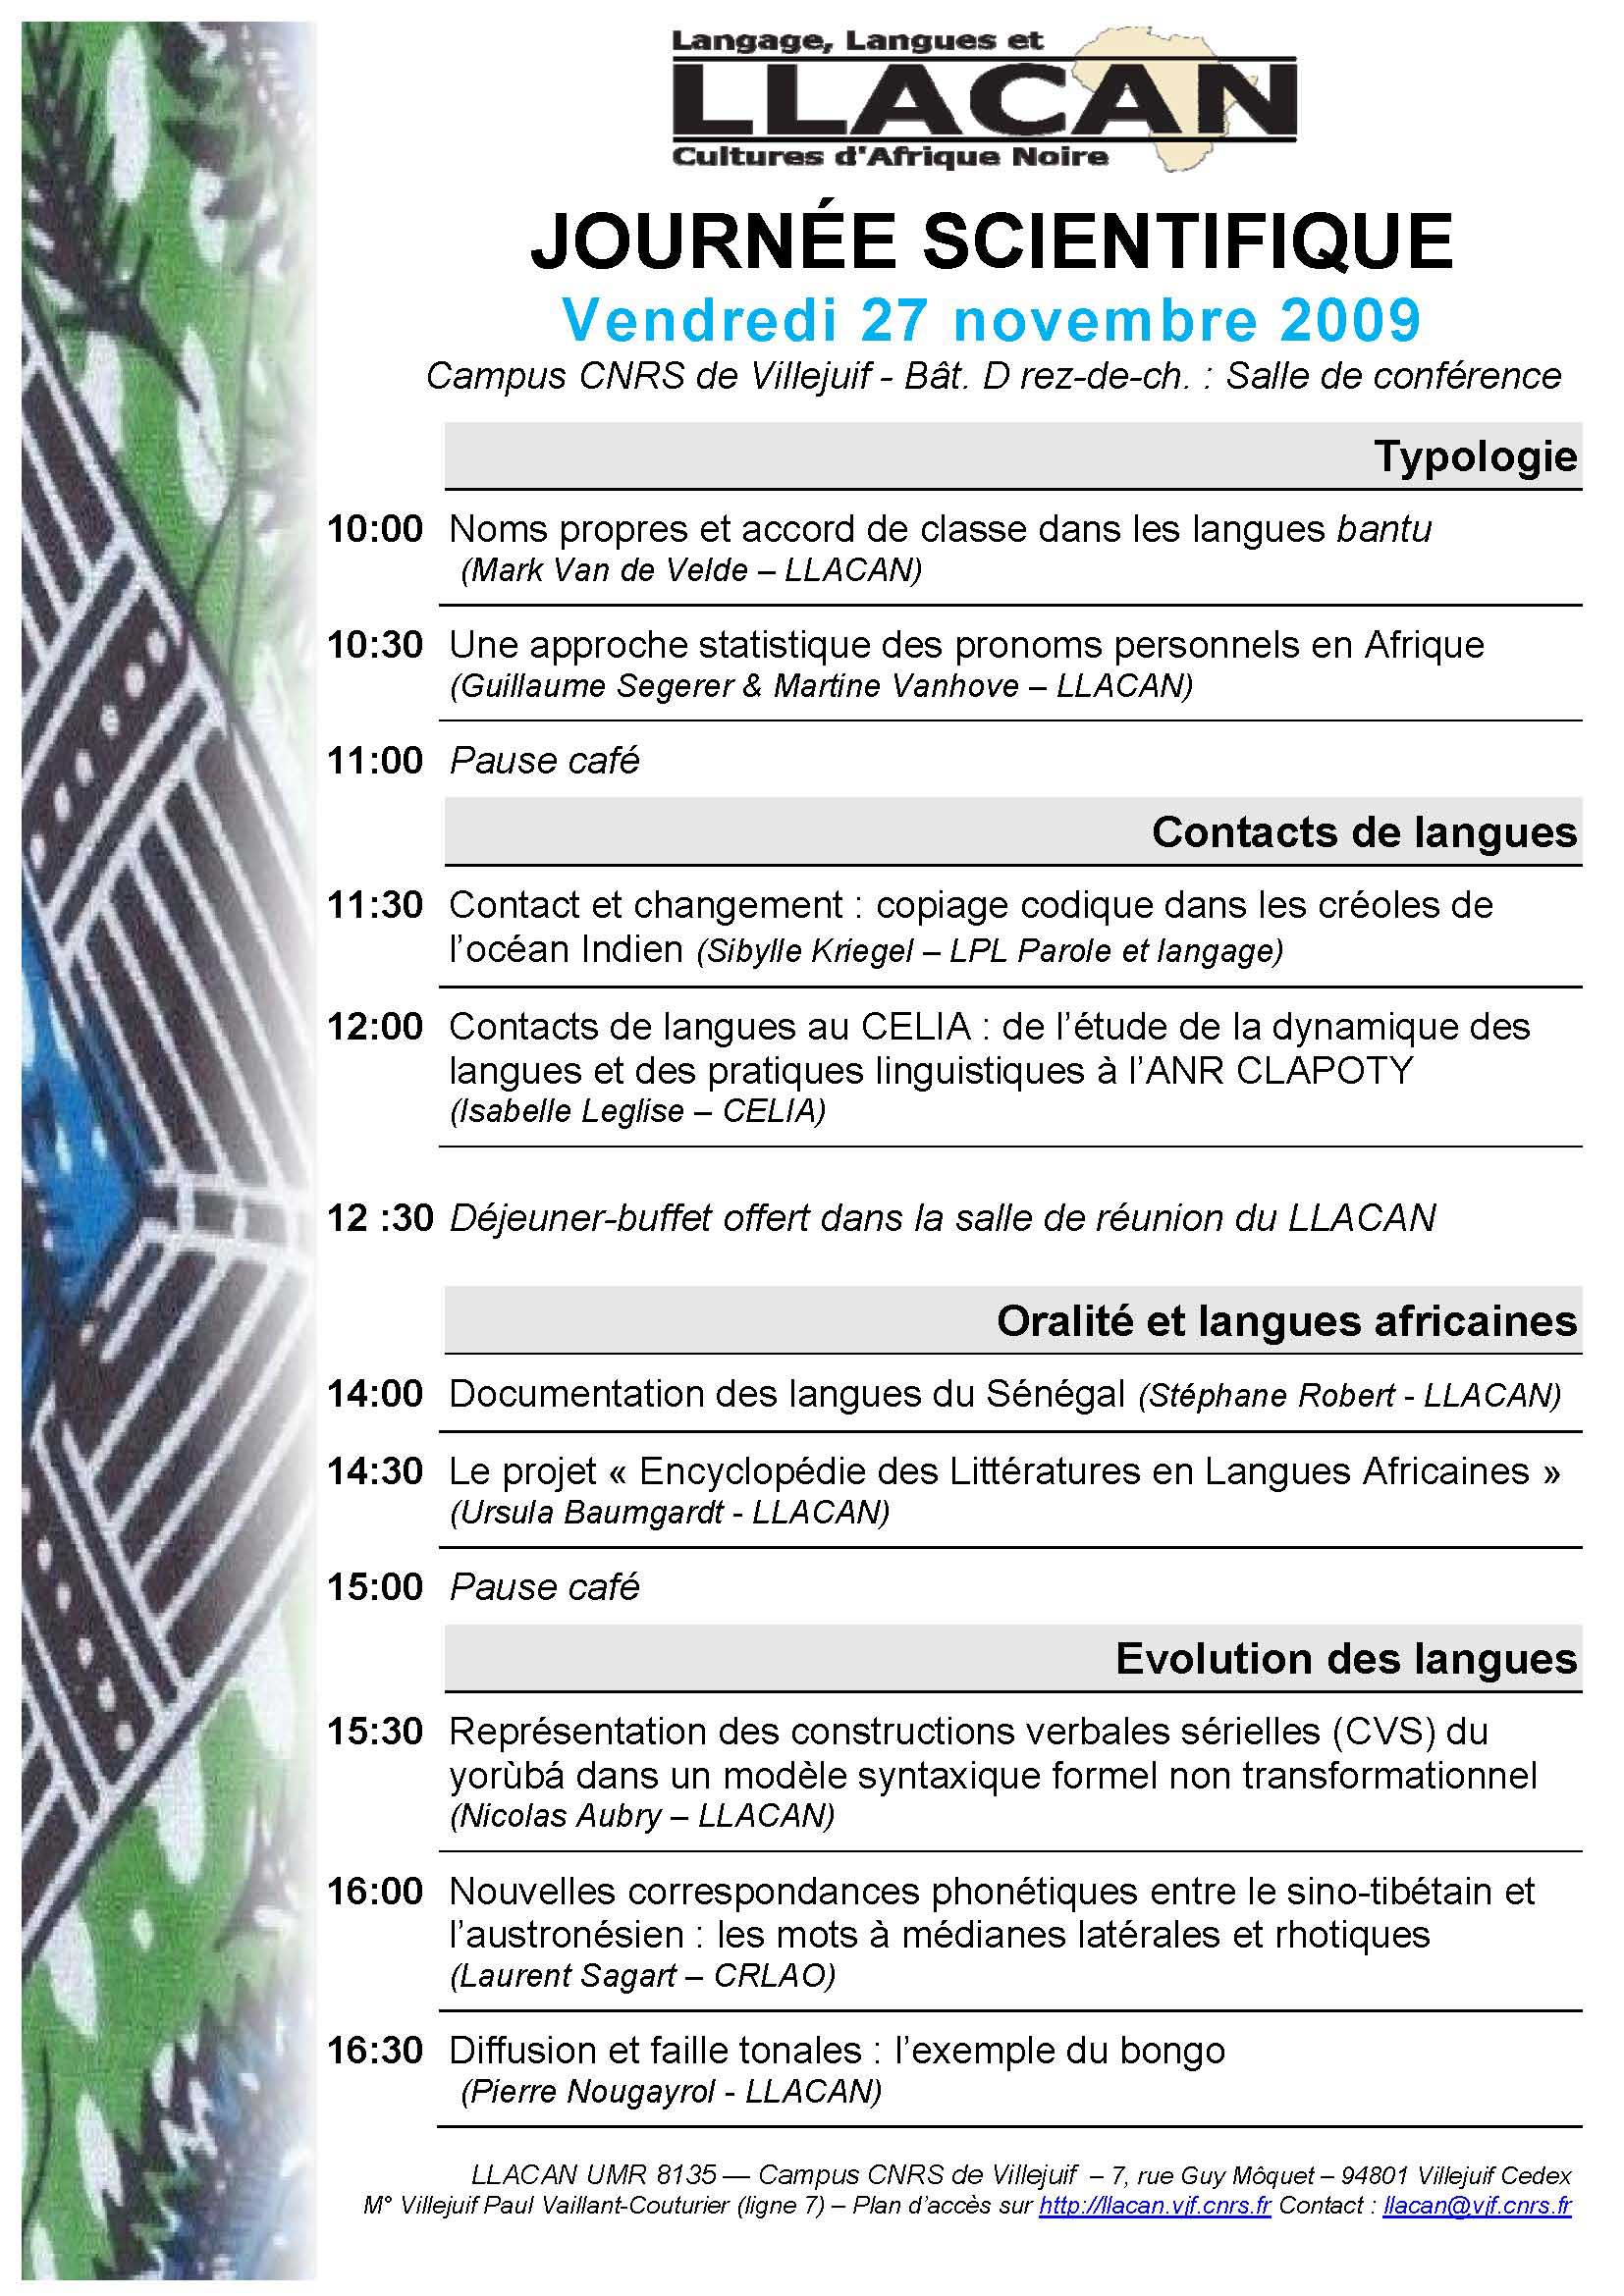 Langage, Langues et
LLACAN
Cultures d'Afrique Noire
JOURNÉE SCIENTIFIQUE
Vendredi 27 novembre 2009
Campus CNRS de Villejuif - Bât. D rez-de-ch. : Salle de conférence
Typologie
10:00 Noms propres et accord de classe dans les langues bantu
(Mark Van de Velde – LLACAN)
10:30 Une approche statistique des pronoms personnels en Afrique
(Guillaume Segerer & Martine Vanhove – LLACAN)
11:00 Pause café
Contacts de langues
11:30 Contact et changement : copiage codique dans les créoles de
l’océan Indien (Sibylle Kriegel – LPL Parole et langage)
12:00 Contacts de langues au CELIA : de l’étude de la dynamique des
langues et des pratiques linguistiques à l’ANR CLAPOTY
(Isabelle Leglise – CELIA)
12 :30 Déjeuner-buffet offert dans la salle de réunion du LLACAN
Oralité et langues africaines
14:00 Documentation des langues du Sénégal (Stéphane Robert - LLACAN)
14:30 Le projet « Encyclopédie des Littératures en Langues Africaines »
(Ursula Baumgardt - LLACAN)
15:00 Pause café
Evolution des langues
15:30 Représentation des constructions verbales sérielles (CVS) du
yorùbá dans un modèle syntaxique formel non transformationnel
(Nicolas Aubry – LLACAN)
16:00 Nouvelles correspondances phonétiques entre le sino-tibétain et
l’austronésien : les mots à médianes latérales et rhotiques
(Laurent Sagart – CRLAO)
16:30 Diffusion et faille tonales : l’exemple du bongo
(Pierre Nougayrol - LLACAN)
LLACAN UMR 8135 — Campus CNRS de Villejuif – 7, rue Guy Môquet – 94801 Villejuif Cedex
M° Villejuif Paul Vaillant-Couturier (ligne 7) – Plan d’accès sur http://llacan.vjf.cnrs.fr Contact : llacan@vjf.cnrs.fr